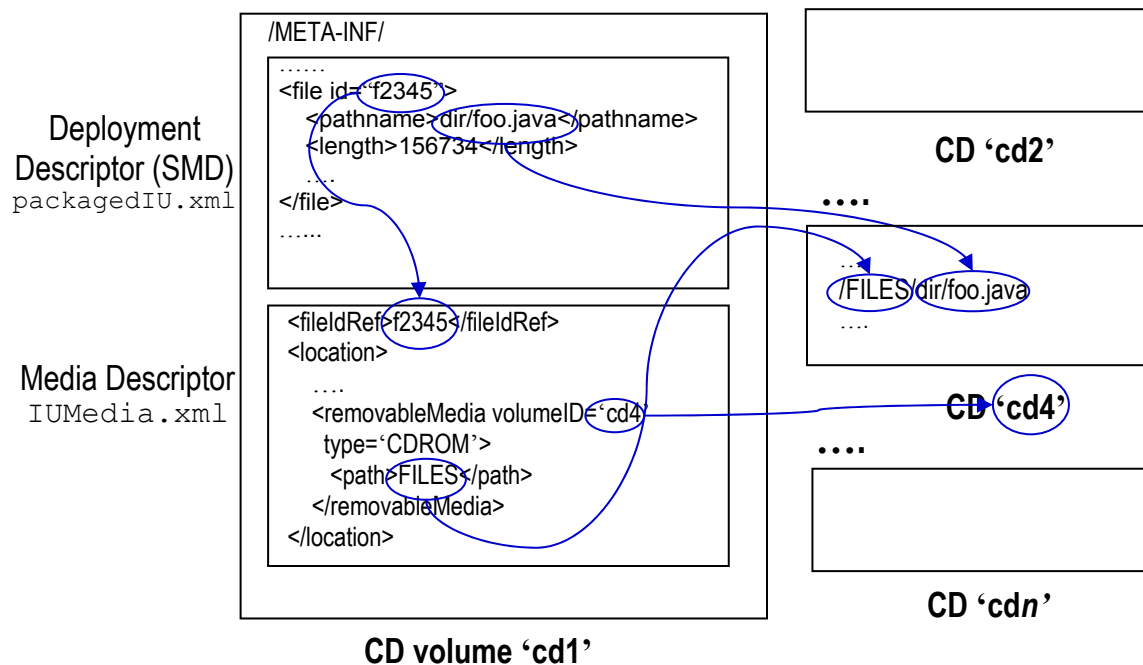 /META-INF/
Deployment
Descriptor (SMD)
packagedIU.xml
…...
<file id=“f2345”>
<pathname>dir/foo.java</pathname>
<length>156734</length>
….
</file>
…...
Media Descriptor
IUMedia.xml
<fileIdRef>f2345</fileIdRef>
<location>
….
<removableMedia volumeID=‘cd4’
type=‘CDROM’>
<path>FILES</path>
</removableMedia>
</location>
CD volume ‘cd1’
CD ‘cd2’
….
….
/FILES/dir/foo.java
….
CD ‘cd4’
….
CD ‘cdn’